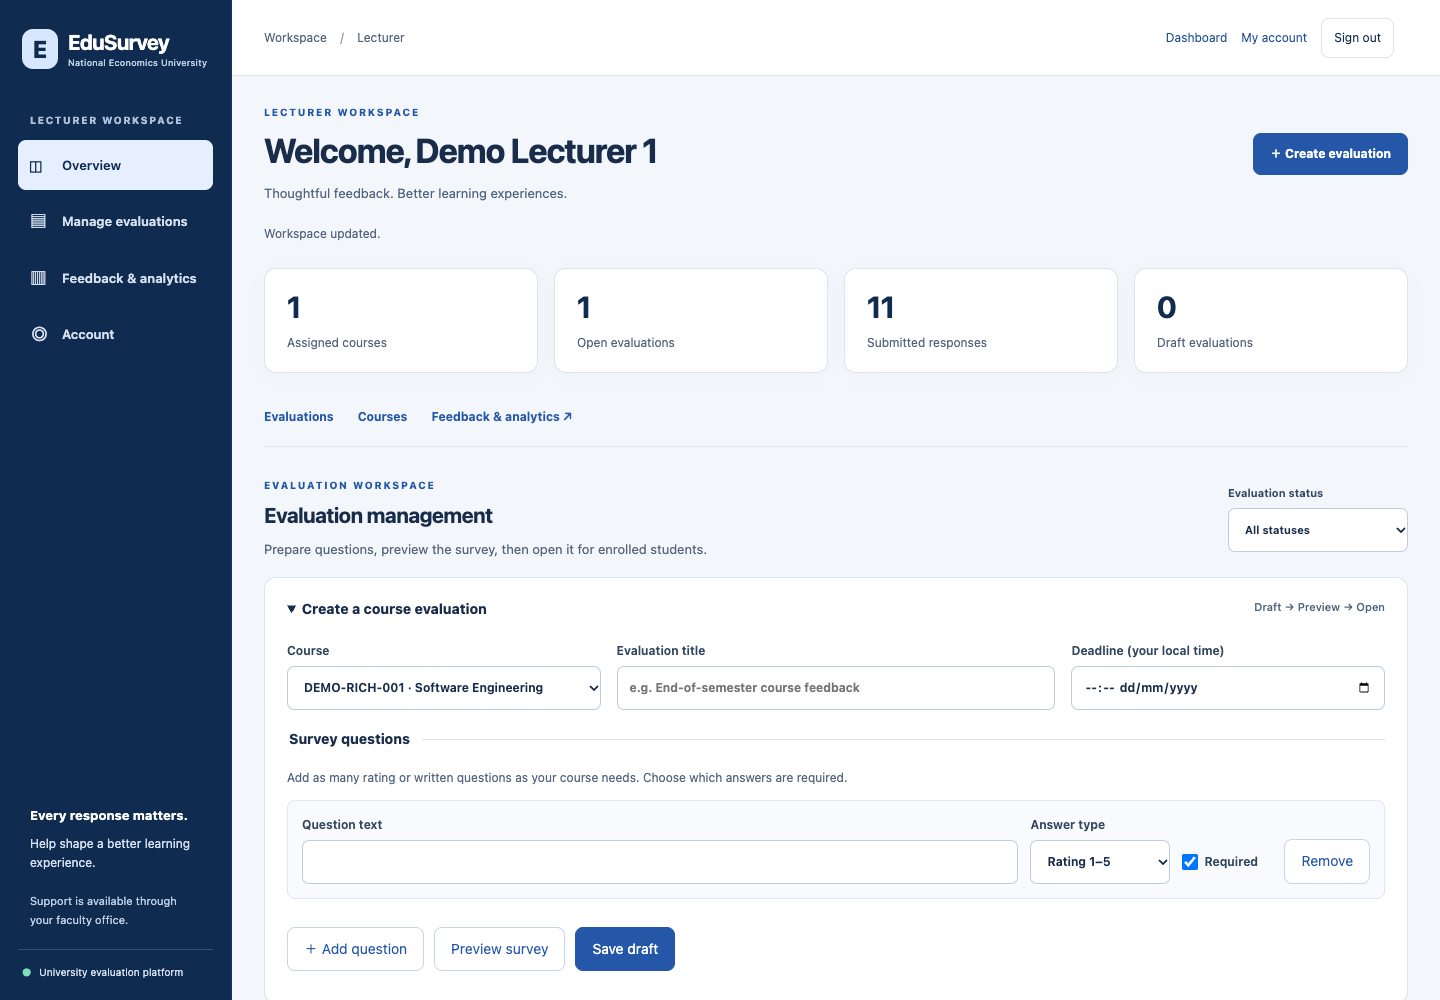 E
EduSurvey
National Economics University
LECTURER WORKSPACE
Overview
Manage evaluations
Feedback & analytics
Account
Every response matters.
Help shape a better learning
experience.
Support is available through
your faculty office.
University evaluation platform
Workspace / Lecturer
Dashboard My account Sign out
LECTURER WORKSPACE
Welcome, Demo Lecturer 1
+ Create evaluation
Thoughtful feedback. Better learning experiences.
Workspace updated.
1
Assigned courses
1
Open evaluations
11
Submitted responses
0
Draft evaluations
Evaluations Courses Feedback & analytics ↗
EVALUATION WORKSPACE
Evaluation management
Prepare questions, preview the survey, then open it for enrolled students.
Evaluation status
All statuses
▼ Create a course evaluation
Draft → Preview → Open
Course
DEMO-RICH-001 · Software Engineering
Evaluation title
e.g. End-of-semester course feedback
Deadline (your local time)
--:-- dd/mm/yyyy
Survey questions
Add as many rating or written questions as your course needs. Choose which answers are required.
Question text
Answer type
Rating 1–5
Required
Remove
+ Add question Preview survey Save draft